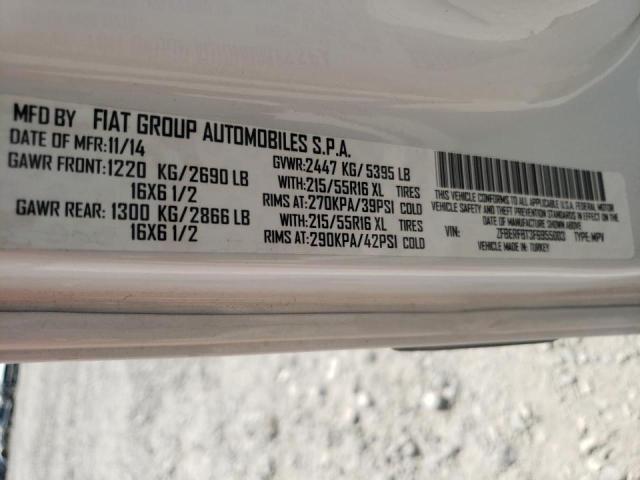 MFD BY FIAT GROUP AUTOMOBILES S.P.A.
DATE OF MFR:11/14 GVWR:2447 KG/ 5395 LB
GAWR FRONT:1220 KG/2690 LB WITH:215/55R16 XL TIRES
16X6 1/2 RIMS AT:270KPA/39PSI COLD
GAWR REAR: 1300 KG/2866 LB WITH:215/55R16 XL TIRES
16X6 1/2 RIMS AT:290KPA/42PSI COLD
THIS VEHICLE CONFORMS TO ALL APPLICABLE U.S.A. FEDERAL MOTOR
VEHICLE SAFETY AND THEFT PREVENTION STANDARDS IN EFFECT
ON THE DATE OF MANUFACTURE SHOWN ABOVE.
VIN: TYPE: MPV
MADE IN: TURKEY